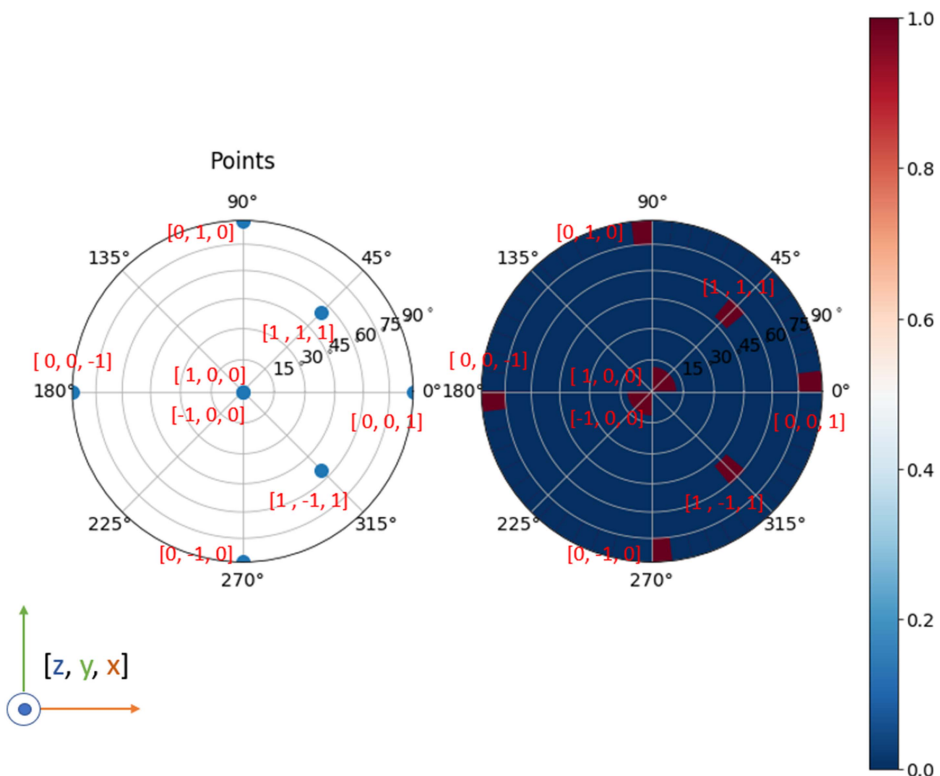 Points
90°
[0, 1, 0]
135°
45°
90 °
75
60
45
30
15
[1 , 1, 1]
[ 0, 0, -1]
[ 1, 0, 0]
180°
0°
[-1, 0, 0]
[ 0, 0, 1]
[1 , -1, 1]
225°
315°
[0, -1, 0]
270°
90°
[0, 1, 0]
135°
45°
[1 , 1, 1]
90 °
75
60
45
30
15
[ 0, 0, -1]
[ 1, 0, 0]
180°
0°
[-1, 0, 0]
[ 0, 0, 1]
[1 , -1, 1]
225°
315°
[0, -1, 0]
270°
1.0
0.8
0.6
0.4
0.2
0.0
[z, y, x]